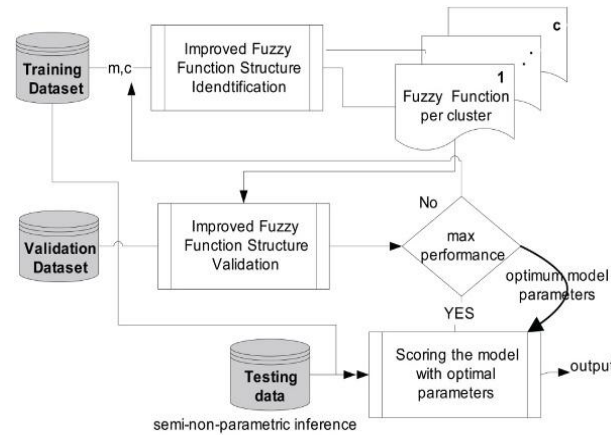 c
Training
Dataset
m,c
Improved Fuzzy
Function Structure
Idendtification
1
Fuzzy Function
per cluster
Validation
Dataset
Improved Fuzzy
Function Structure
Validation
No
max
performance
optimum model
parameters
YES
Testing
data
Scoring the model
with optimal
parameters
output
semi-non-parametric inference